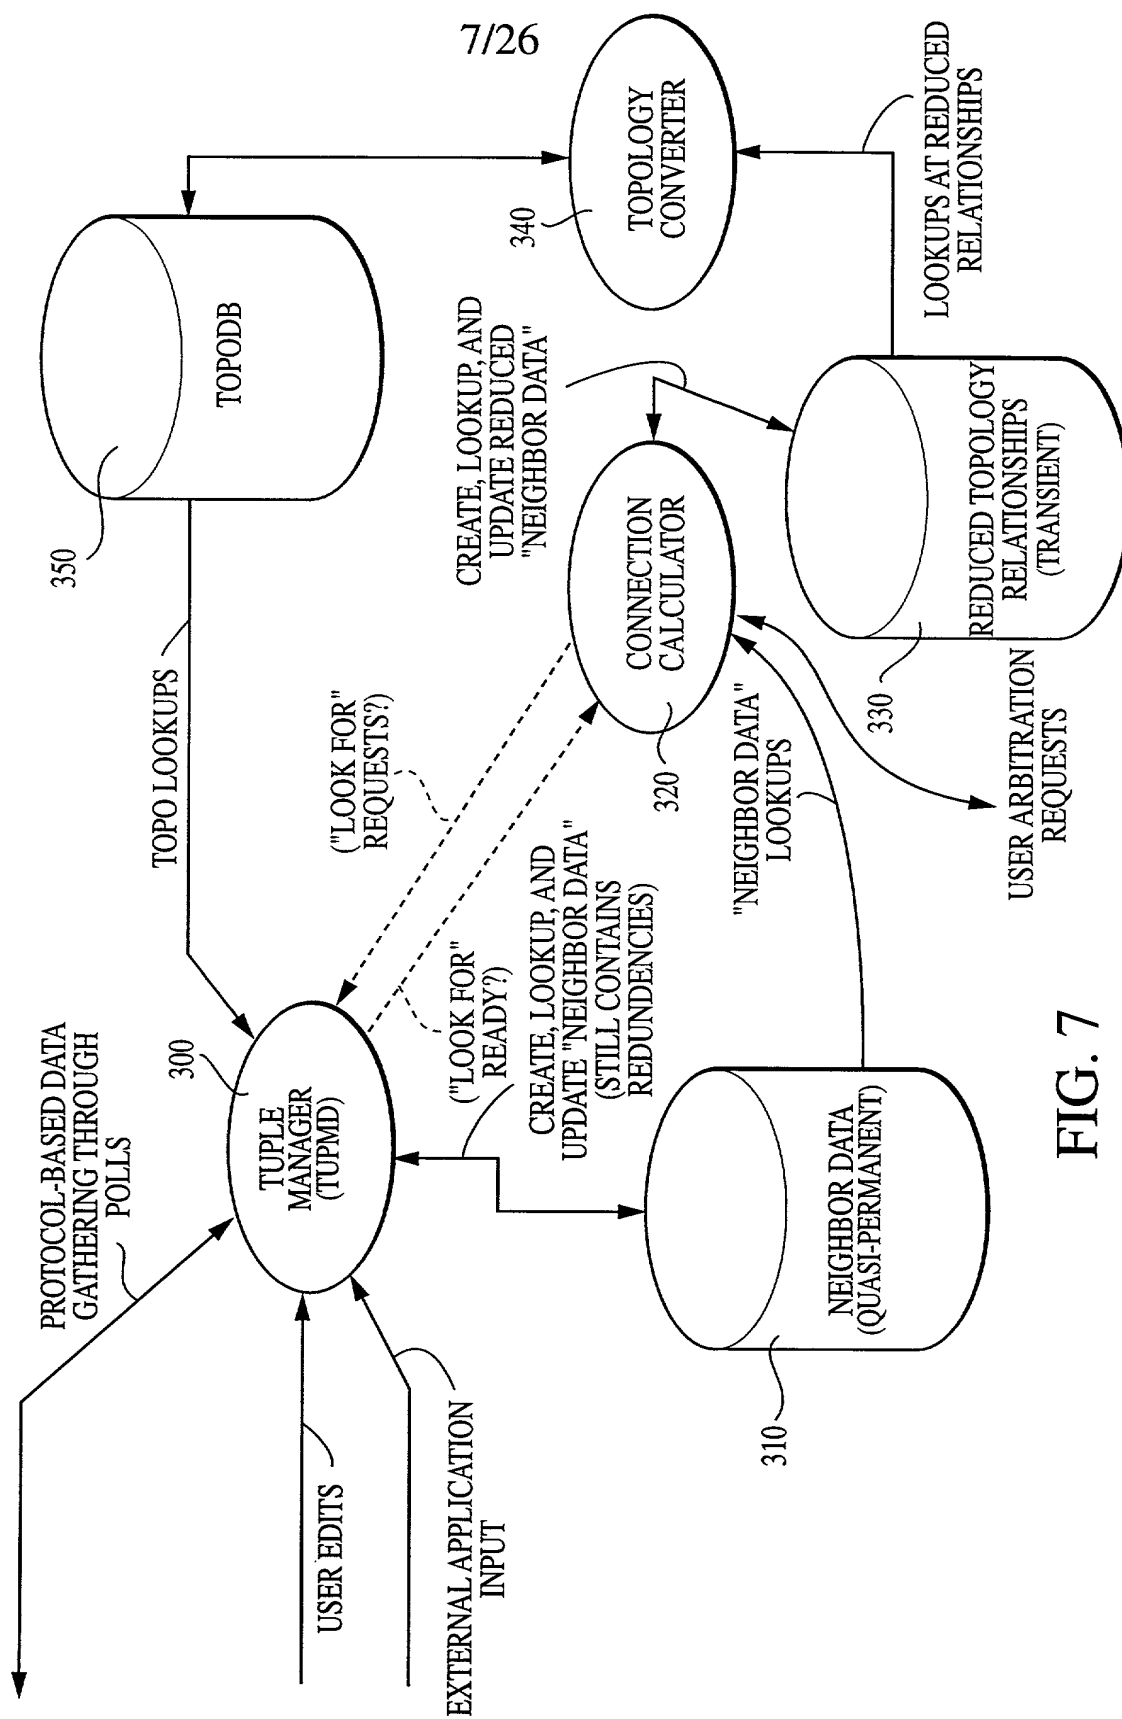 7/26
PROTOCOL-BASED DATA
GATHERING THROUGH
POLLS
USER EDITS
EXTERNAL APPLICATION
INPUT
300
TUPLE
MANAGER
(TUPMD)
TOPO LOOKUPS
350
TOPODB
("LOOK FOR"
REQUESTS?)
("LOOK FOR"
READY?)
CREATE, LOOKUP, AND
UPDATE "NEIGHBOR DATA"
(STILL CONTAINS
REDUNDENCIES)
310
NEIGHBOR DATA
(QUASI-PERMANENT)
"NEIGHBOR DATA"
LOOKUPS
320
CONNECTION
CALCULATOR
CREATE, LOOKUP, AND
UPDATE REDUCED
"NEIGHBOR DATA"
USER ARBITRATION
REQUESTS
330
REDUCED TOPOLOGY
RELATIONSHIPS
(TRANSIENT)
340
TOPOLOGY
CONVERTER
LOOKUPS AT REDUCED
RELATIONSHIPS
FIG. 7